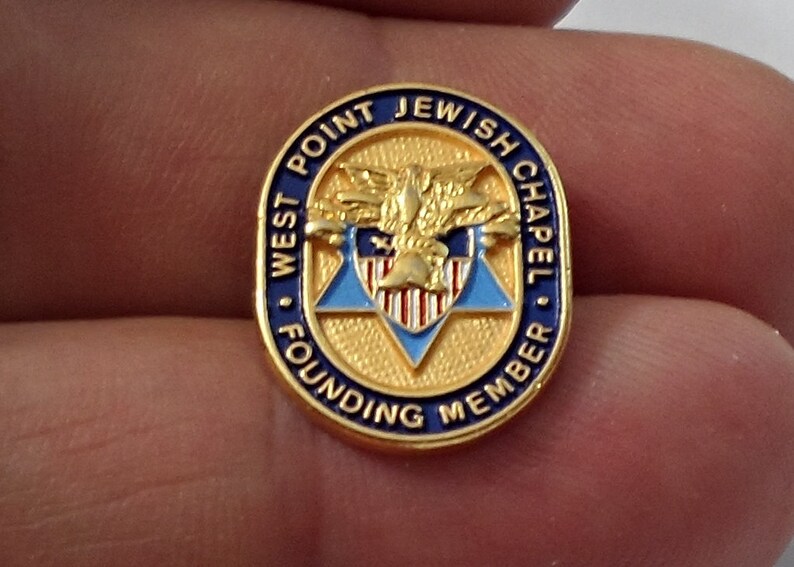 · WEST POINT JEWISH CHAPEL ·
FOUNDING MEMBER